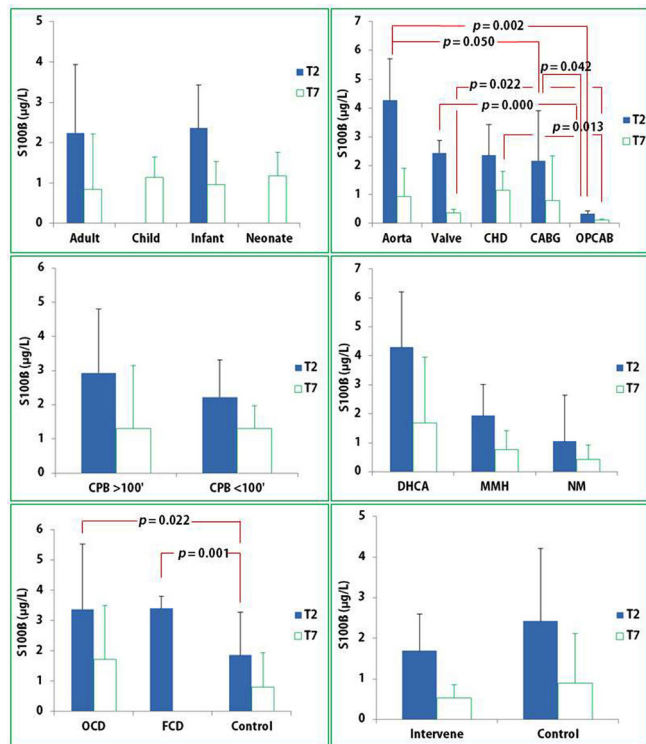 5
4
3
2
1
0
S100B (µg/L)
Adult Child Infant Neonate
T2
T7
7
6
5
4
3
2
1
0
S100B (µg/L)
p = 0.002
p = 0.050
p = 0.042
p = 0.022
p = 0.000
p = 0.013
Aorta Valve CHD CABG OPCAB
T2
T7
6
5
4
3
2
1
0
S100B (µg/L)
CPB >100' CPB <100'
T2
T7
7
6
5
4
3
2
1
0
S100B (µg/L)
DHCA MMH NM
T2
T7
6
5
4
3
2
1
0
S100B (µg/L)
p = 0.022
p = 0.001
OCD FCD Control
T2
T7
5
4
3
2
1
0
S100B (µg/L)
Intervene Control
T2
T7